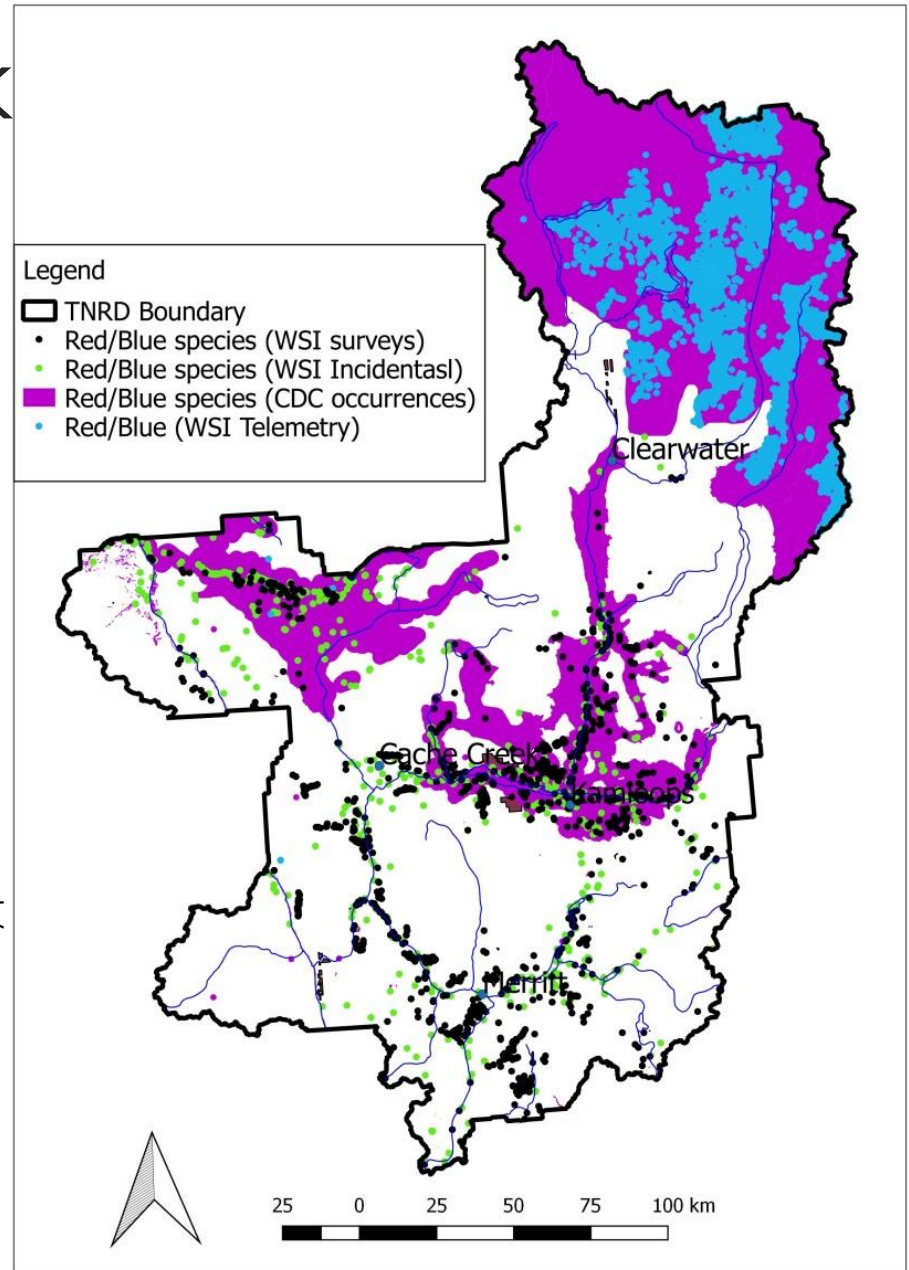 Legend
TNRD Boundary
Red/Blue species (WSI surveys)
Red/Blue species (WSI Incidentasl)
Red/Blue species (CDC occurrences)
Red/Blue (WSI Telemetry)
Clearwater
Cache Creek
Kamloops
Merritt
25 0 25 50 75 100 km